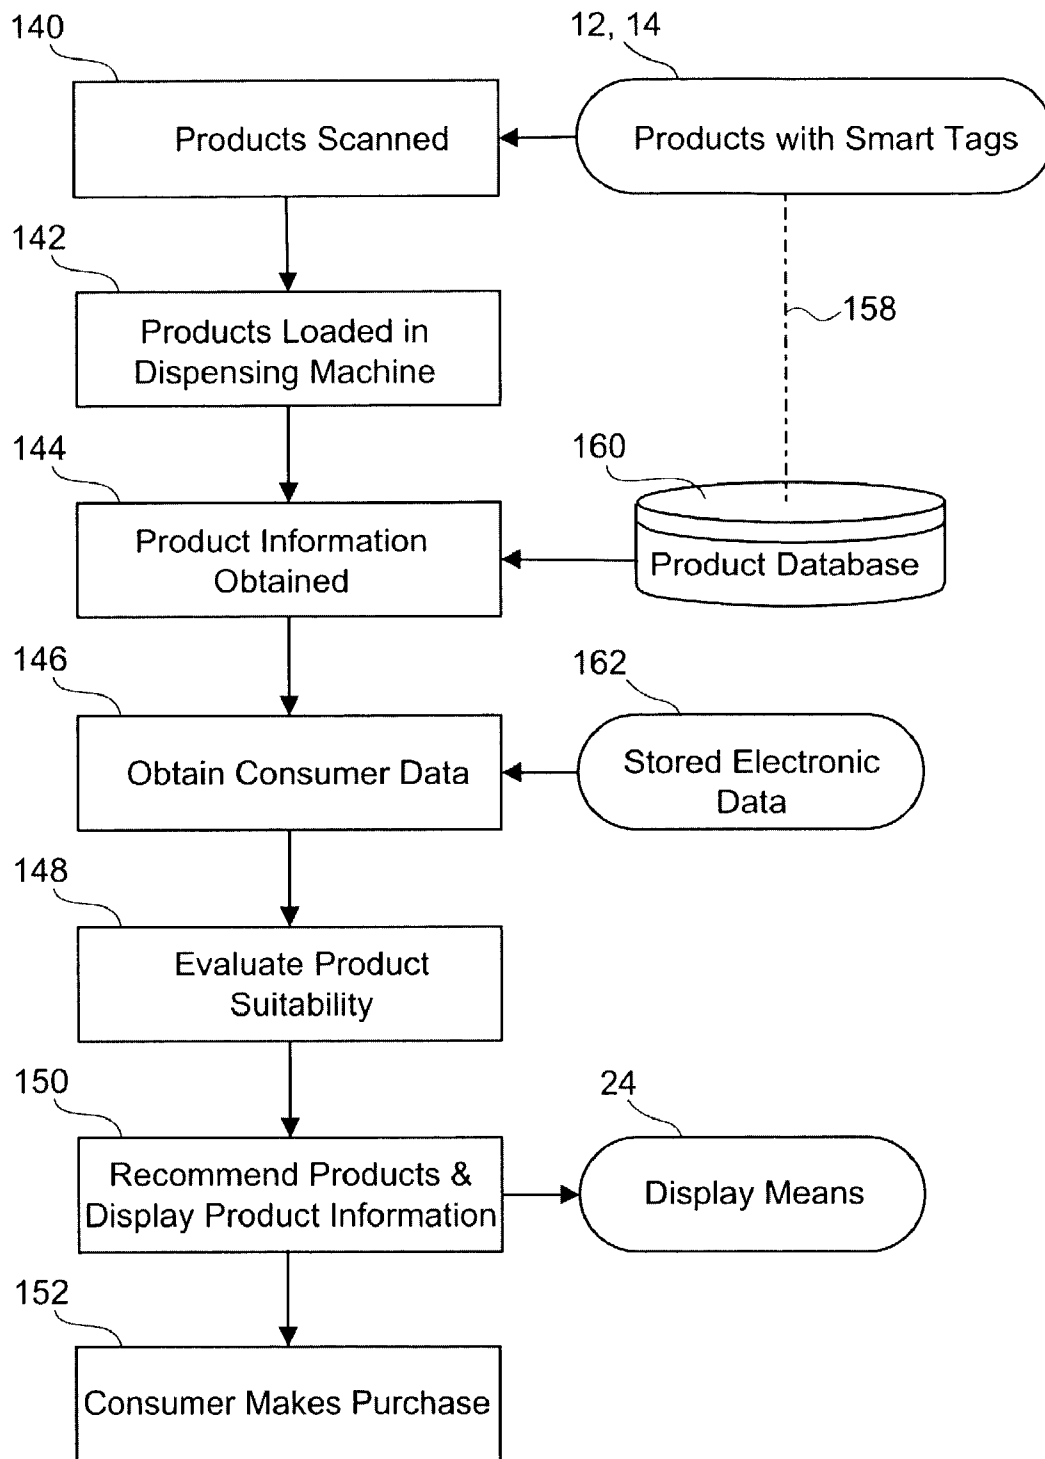 140
12, 14
Products Scanned
Products with Smart Tags
142
158
Products Loaded in
Dispensing Machine
144
160
Product Information
Obtained
Product Database
146
162
Obtain Consumer Data
Stored Electronic
Data
148
Evaluate Product
Suitability
150
24
Recommend Products &
Display Product Information
Display Means
152
Consumer Makes Purchase